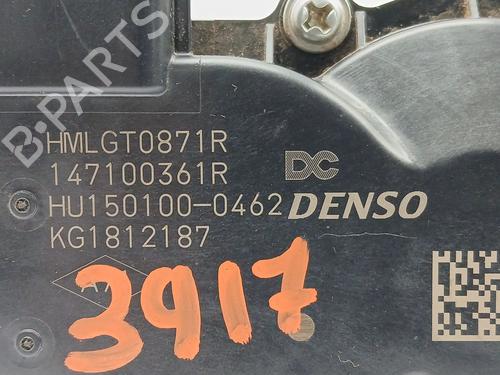 B-PARTS
HMLGT0871R
147100361R
HU150100-0462
KG1812187
DC
DENSO
3917